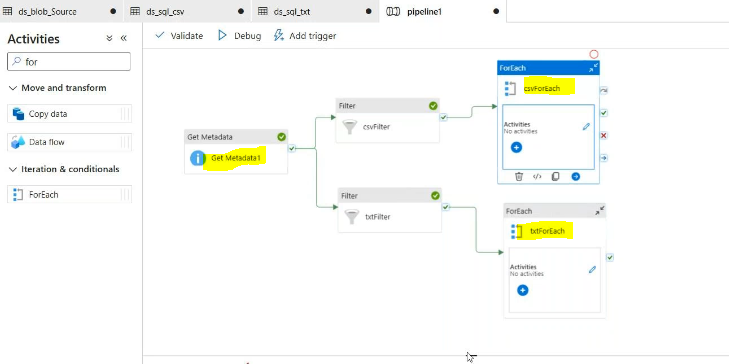 ds_blob_Source
ds_sql_csv
ds_sql_txt
pipeline1
Activities
for
Move and transform
Copy data
Data flow
Iteration & conditionals
ForEach
Validate
Debug
Add trigger
Get Metadata
Get Metadata1
Filter
csvFilter
Filter
txtFilter
ForEach
csvForEach
Activities
No activities
ForEach
txtForEach
Activities
No activities